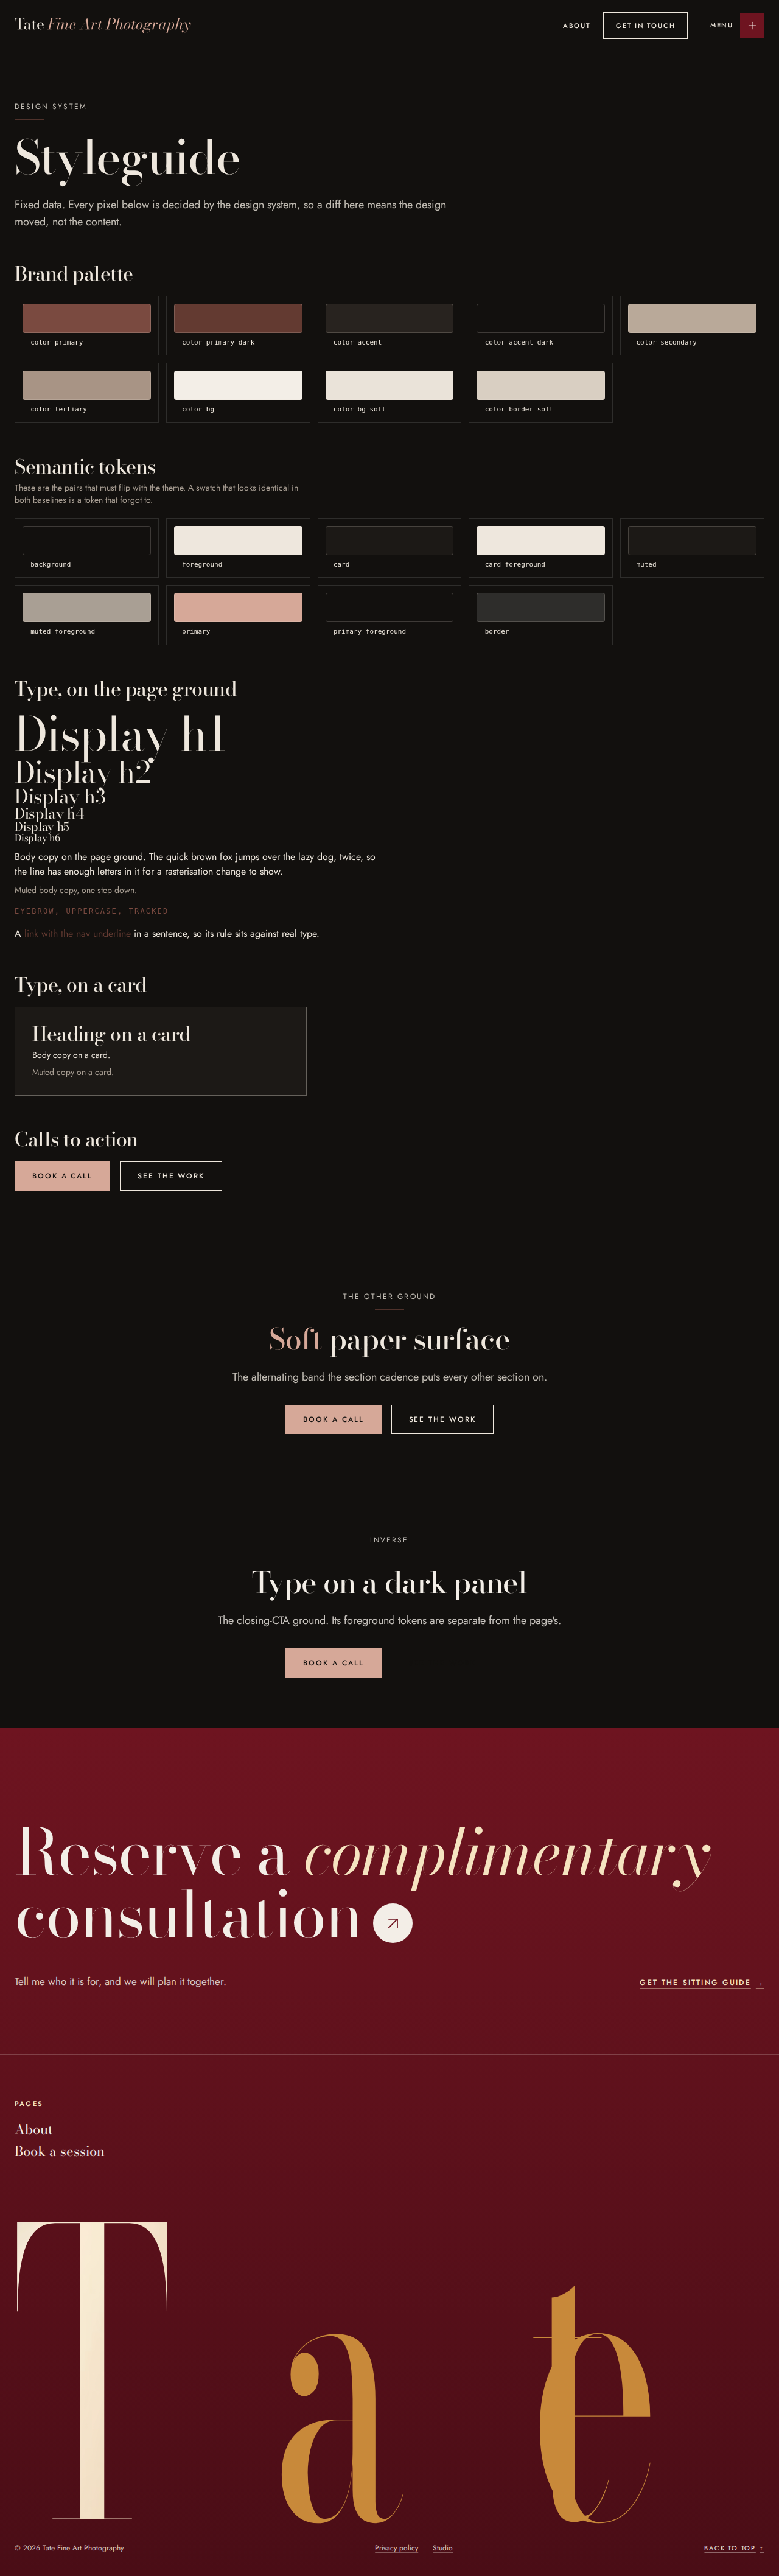 Tate Fine Art Photography
ABOUT
GET IN TOUCH
MENU
DESIGN SYSTEM
Styleguide
Fixed data. Every pixel below is decided by the design system, so a diff here means the design
moved, not the content.
Brand palette
--color-primary
--color-primary-dark
--color-accent
--color-accent-dark
--color-secondary
--color-tertiary
--color-bg
--color-bg-soft
--color-border-soft
Semantic tokens
These are the pairs that must flip with the theme. A swatch that looks identical in
both baselines is a token that forgot to.
--background
--foreground
--card
--card-foreground
--muted
--muted-foreground
--primary
--primary-foreground
--border
Type, on the page ground
Display h1
Display h2
Display h3
Display h4
Display h5
Display h6
Body copy on the page ground. The quick brown fox jumps over the lazy dog, twice, so
the line has enough letters in it for a rasterisation change to show.
Muted body copy, one step down.
EYEBROW, UPPERCASE, TRACKED
A link with the nav underline in a sentence, so its rule sits against real type.
Type, on a card
Heading on a card
Body copy on a card.
Muted copy on a card.
Calls to action
BOOK A CALL
SEE THE WORK
THE OTHER GROUND
Soft paper surface
The alternating band the section cadence puts every other section on.
BOOK A CALL
SEE THE WORK
INVERSE
Type on a dark panel
The closing-CTA ground. Its foreground tokens are separate from the page's.
BOOK A CALL
Reserve a complimentary
consultation
Tell me who it is for, and we will plan it together.
GET THE SITTING GUIDE →
PAGES
About
Book a session
Tate
© 2026 Tate Fine Art Photography
Privacy policy
Studio
BACK TO TOP ↑